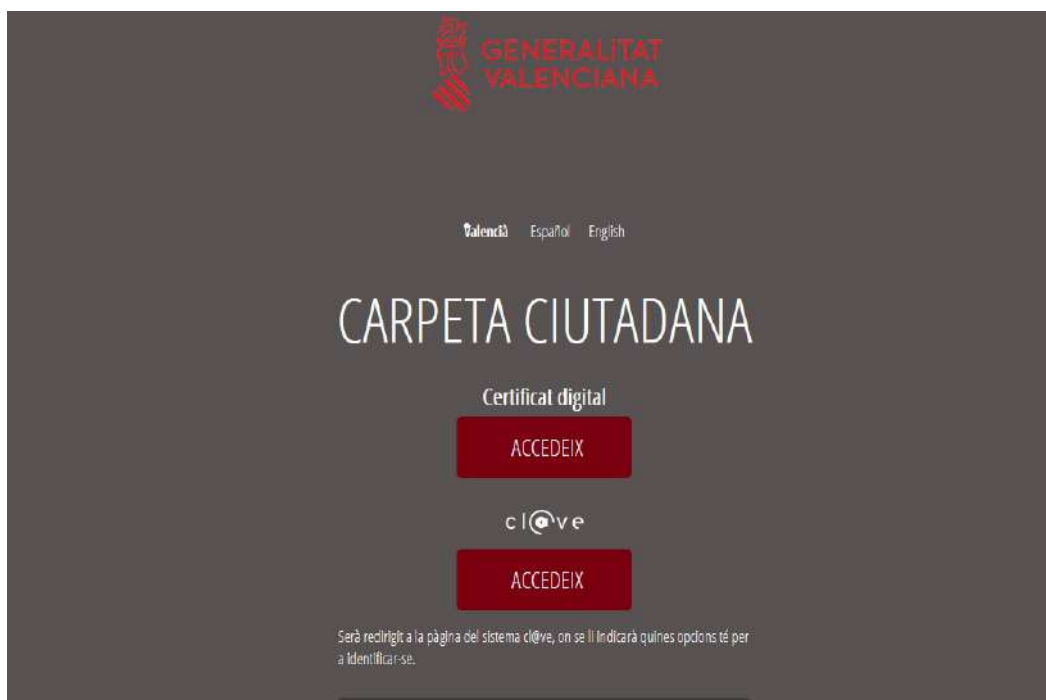 GENERALITAT
VALENCIANA
Valencià Español English
CARPETA CIUTADANA
Certificat digital
ACCEDEIX
cl@ve
ACCEDEIX
Serà redirigit a la pàgina del sistema cl@ve, on se li indicarà quines opcions té per
a identificar-se.